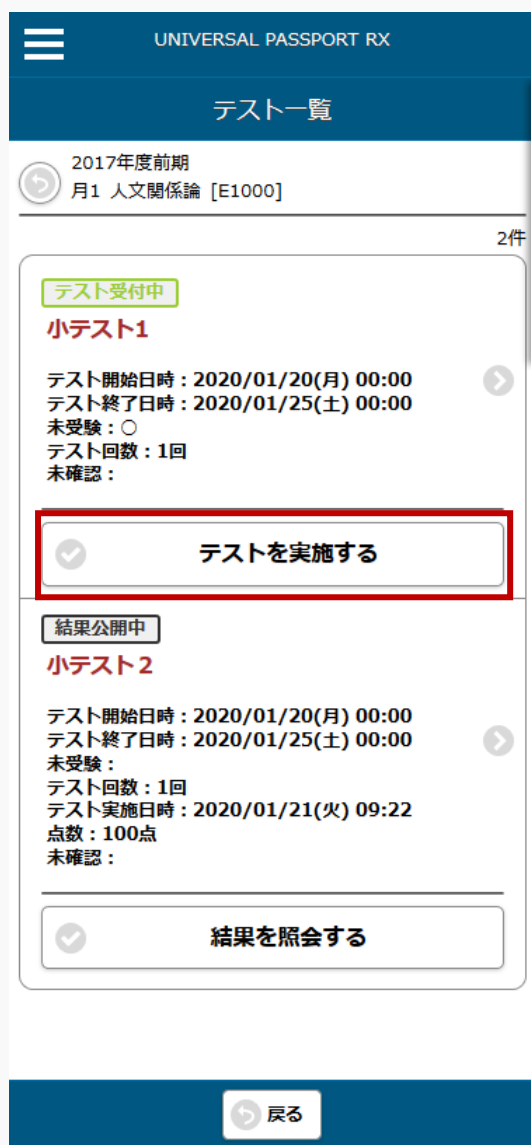 UNIVERSAL PASSPORT RX
テスト一覧
2017年度前期
月1 人文関係論 [E1000]
2件
テスト受付中
小テスト1
テスト開始日時：2020/01/20(月) 00:00
テスト終了日時：2020/01/25(土) 00:00
未受験：○
テスト回数：1回
未確認：
テストを実施する
結果公開中
小テスト２
テスト開始日時：2020/01/20(月) 00:00
テスト終了日時：2020/01/25(土) 00:00
未受験：
テスト回数：1回
テスト実施日時：2020/01/21(火) 09:22
点数：100点
未確認：
結果を照会する
戻る